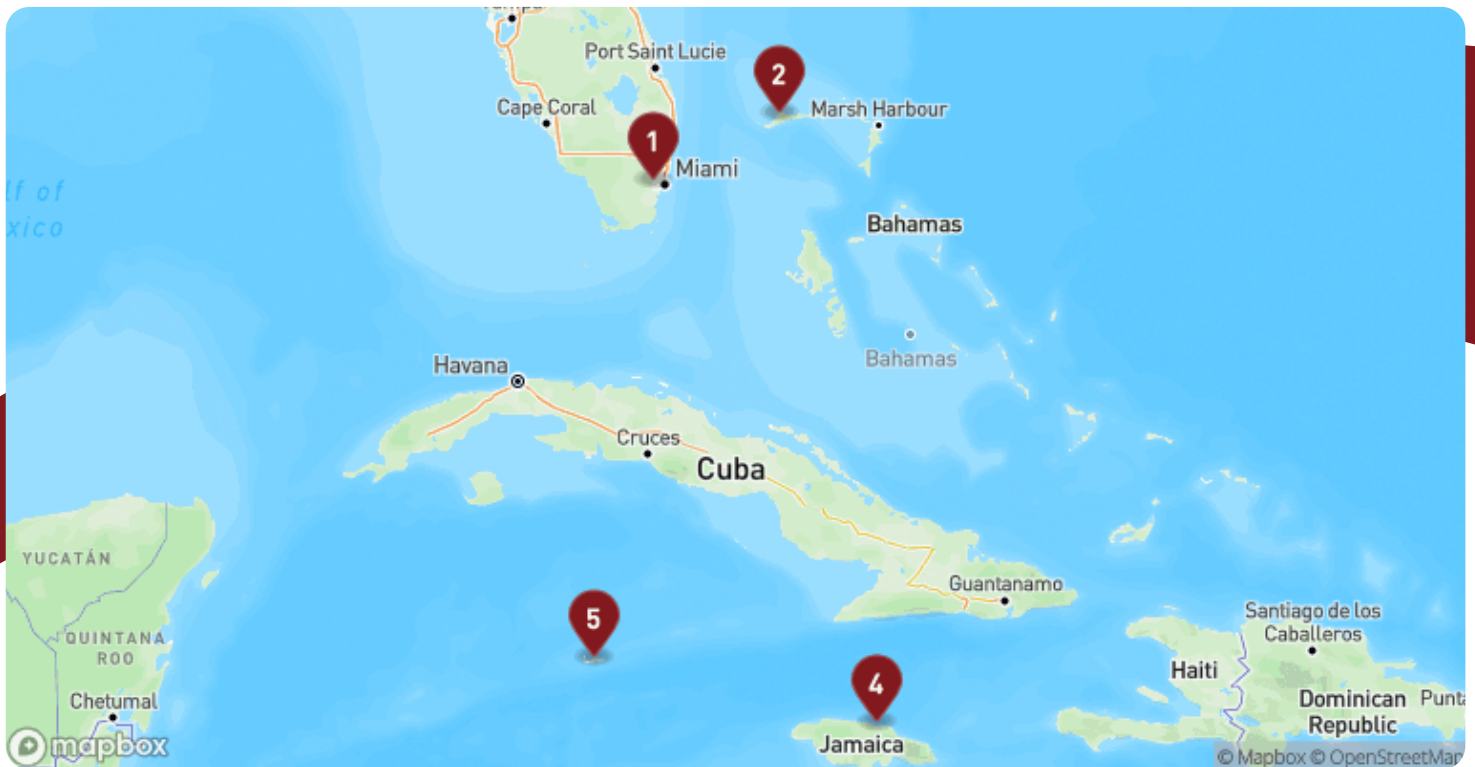 Port Saint Lucie
2
Cape Coral
Marsh Harbour
1
Miami
lf of
xico
Bahamas
Havana
Bahamas
Cruces
Cuba
YUCATÁN
Guantanamo
5
Santiago de los
Caballeros
QUINTANA
ROO
Haiti
4
Chetumal
Dominican
Republic
Punta
Jamaica
mapbox
© Mapbox © OpenStreetMap